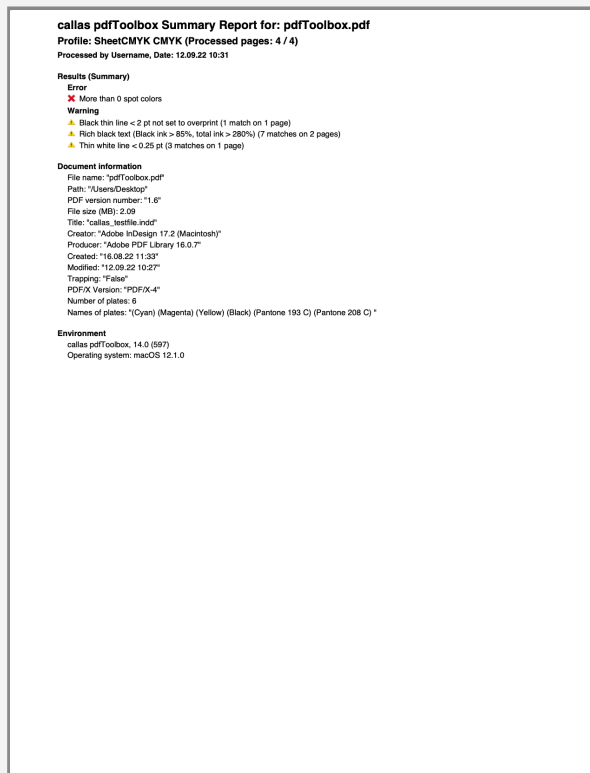 callas pdfToolbox Summary Report for: pdfToolbox.pdf
Profile: SheetCMYK CMYK (Processed pages: 4 / 4)
Processed by Username, Date: 12.09.22 10:31
Results (Summary)
Error
More than 0 spot colors
Warning
Black thin line < 2 pt not set to overprint (1 match on 1 page)
Rich black text (Black ink > 85%, total ink > 280%) (7 matches on 2 pages)
Thin white line < 0.25 pt (3 matches on 1 page)
Document information
File name: "pdfToolbox.pdf"
Path: "/Users/Desktop"
PDF version number: "1.6"
File size (MB): 2.09
Title: "callas_testfile.indd"
Creator: "Adobe InDesign 17.2 (Macintosh)"
Producer: "Adobe PDF Library 16.0.7"
Created: "16.08.22 11:33"
Modified: "12.09.22 10:27"
Trapping: "False"
PDF/X Version: "PDF/X-4"
Number of plates: 6
Names of plates: "(Cyan) (Magenta) (Yellow) (Black) (Pantone 193 C) (Pantone 208 C) "
Environment
callas pdfToolbox, 14.0 (597)
Operating system: macOS 12.1.0